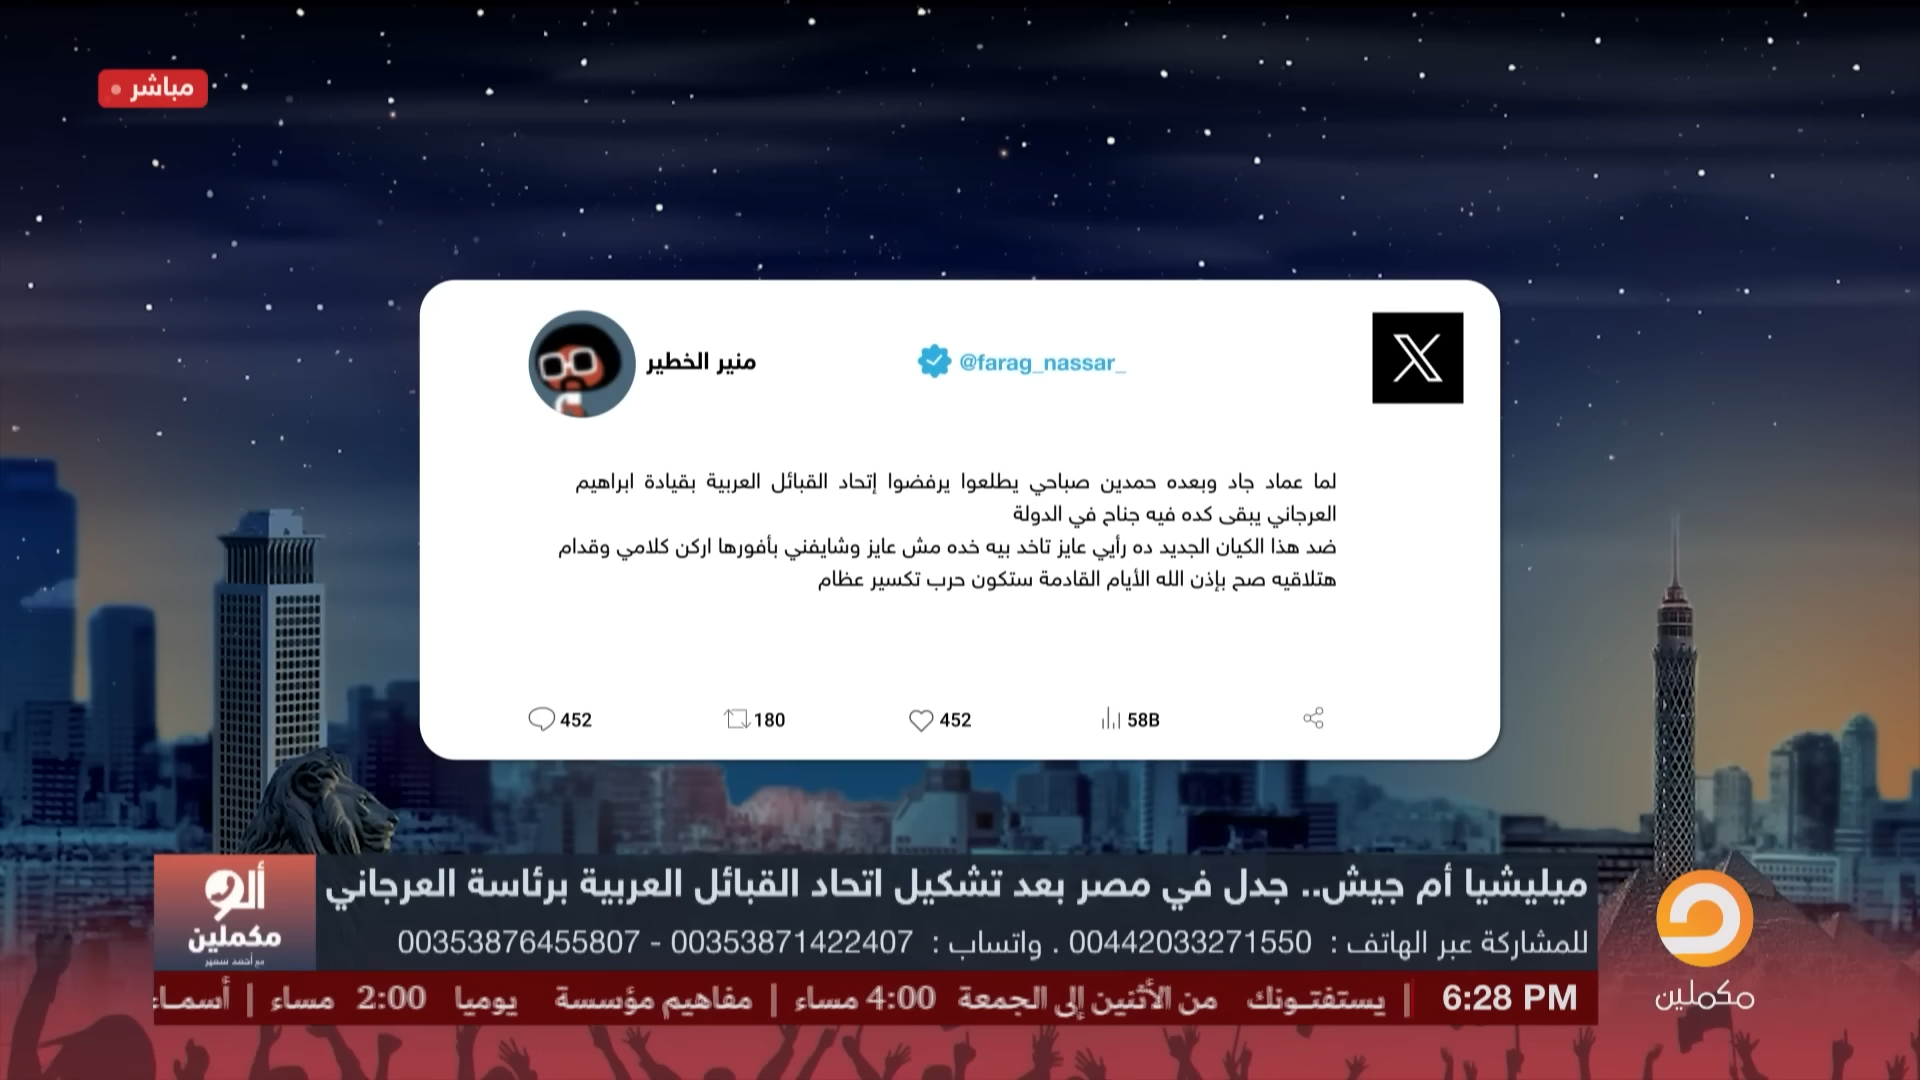 مباشر
منير الخطير
@farag_nassar_
لما عماد جاد وبعده حمدين صباحي يطلعوا يرفضوا إتحاد القبائل العربية بقيادة ابراهيم
العرجاني يبقى كده فيه جناح في الدولة
ضد هذا الكيان الجديد ده رأيي عايز تاخد بيه خده مش عايز وشايفني بأفورها اركن كلامي وقدام
هتلاقيه صح بإذن الله الأيام القادمة ستكون حرب تكسير عظام
452
180
452
58B
ميليشيا أم جيش.. جدل في مصر بعد تشكيل اتحاد القبائل العربية برئاسة العرجاني
للمشاركة عبر الهاتف : 00442033271550 . واتساب : 00353871422407 - 00353876455807
ألو
مكملين
مع أحمد سمير
6:28 PM | يستفتونك من الأثنين إلى الجمعة 4:00 مساء | مفاهيم مؤسسة يوميا 2:00 مساء | أسماء
مكملين